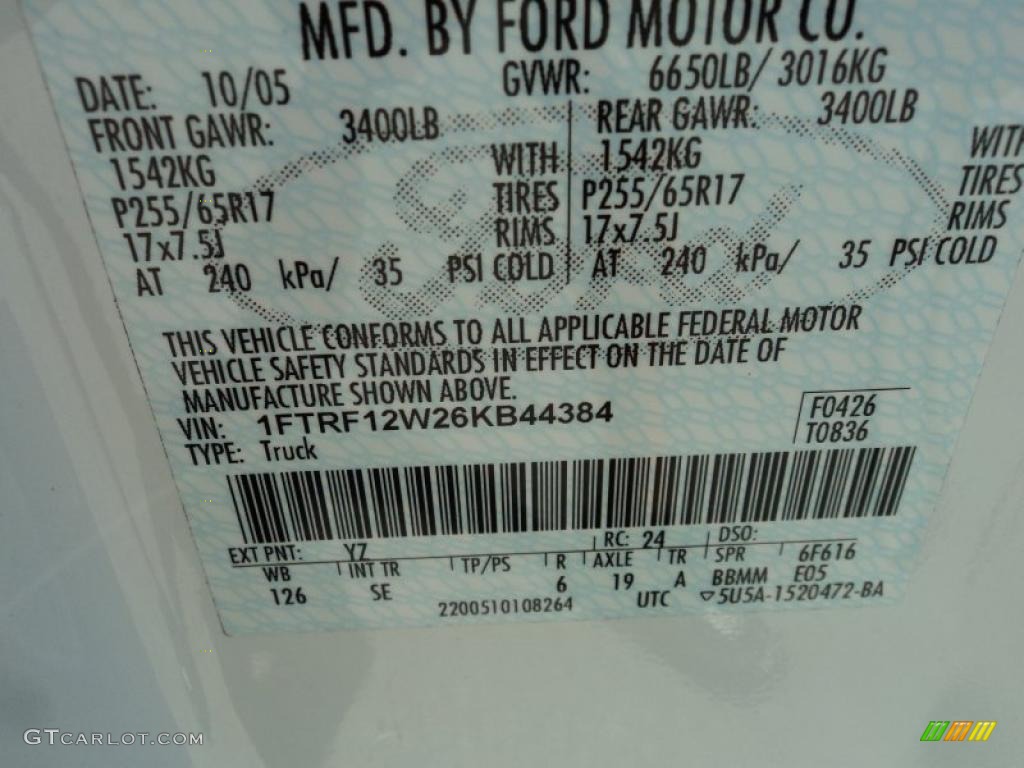 MFD. BY FORD MOTOR CO.
DATE: 10/05 GVWR: 6650LB/ 3016KG
FRONT GAWR: 3400LB REAR GAWR: 3400LB
1542KG WITH 1542KG WITH
P255/65R17 TIRES P255/65R17 TIRES
17x7.5J RIMS 17x7.5J RIMS
AT 240 kPa/ 35 PSI COLD AT 240 kPa/ 35 PSI COLD
THIS VEHICLE CONFORMS TO ALL APPLICABLE FEDERAL MOTOR
VEHICLE SAFETY STANDARDS IN EFFECT ON THE DATE OF
MANUFACTURE SHOWN ABOVE.
VIN: 1FTRF12W26KB44384 F0426
TYPE: Truck T0836
EXT PNT: YZ RC: 24 DSO:
WB INT TR TP/PS R AXLE TR SPR 6F616
126 SE 6 19 A BBMM E05
2200510108264 UTC ▽5U5A-1520472-BA
Ford
GTCARLOT.COM